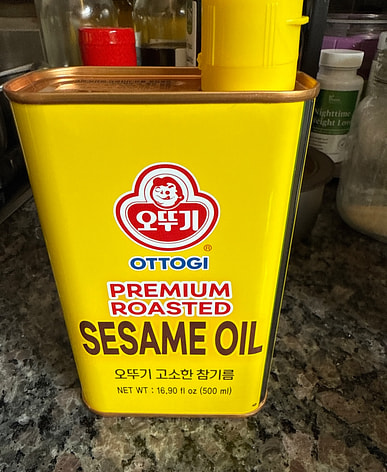 오뚜기
®
OTTOGI
PREMIUM
ROASTED
SESAME OIL
오뚜기 고소한 참기름
NET WT : 16.90 fl oz (500 ml)
Nighttime